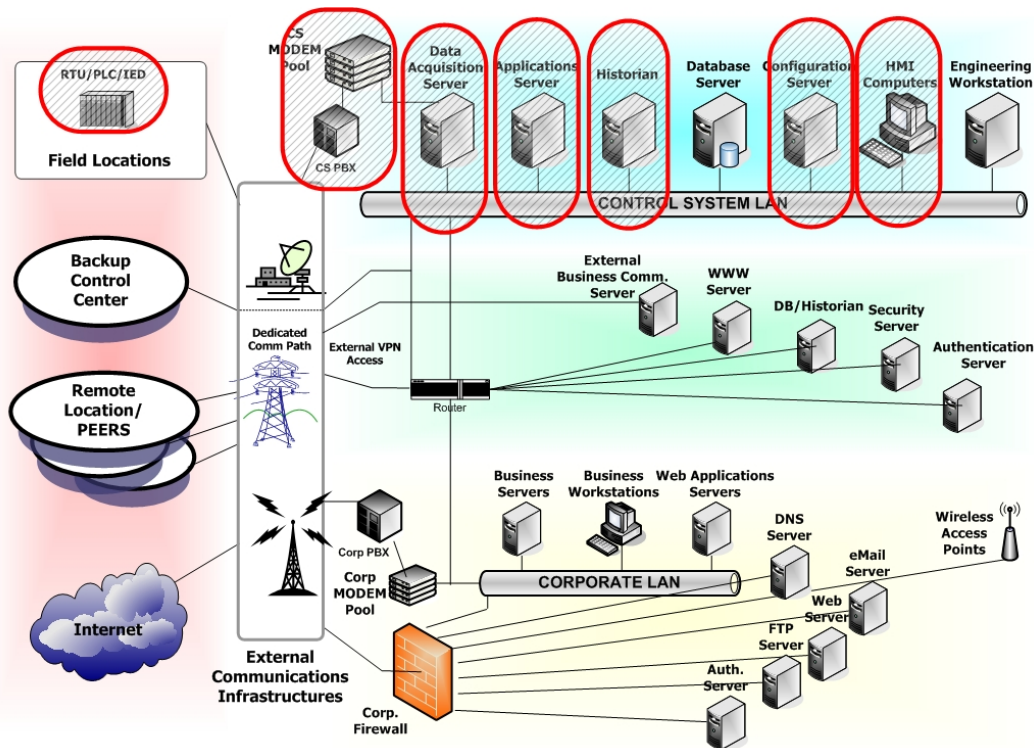 RTU/PLC/IED
Field Locations
CS
MODEM
Pool
CS PBX
Data
Acquisition
Server
Applications
Server
Historian
Database
Server
Configuration
Server
HMI
Computers
Engineering
Workstation
CONTROL SYSTEM LAN
Backup
Control
Center
External
Business Comm.
Server
WWW
Server
DB/Historian
Security
Server
Authentication
Server
Dedicated
Comm Path
External VPN
Access
Router
Remote
Location/
PEERS
Business
Servers
Business
Workstations
Web Applications
Servers
DNS
Server
Wireless
Access
Points
eMail
Server
Corp PBX
Corp
MODEM
Pool
CORPORATE LAN
Web
Server
FTP
Server
Auth.
Server
Internet
External
Communications
Infrastructures
Corp.
Firewall